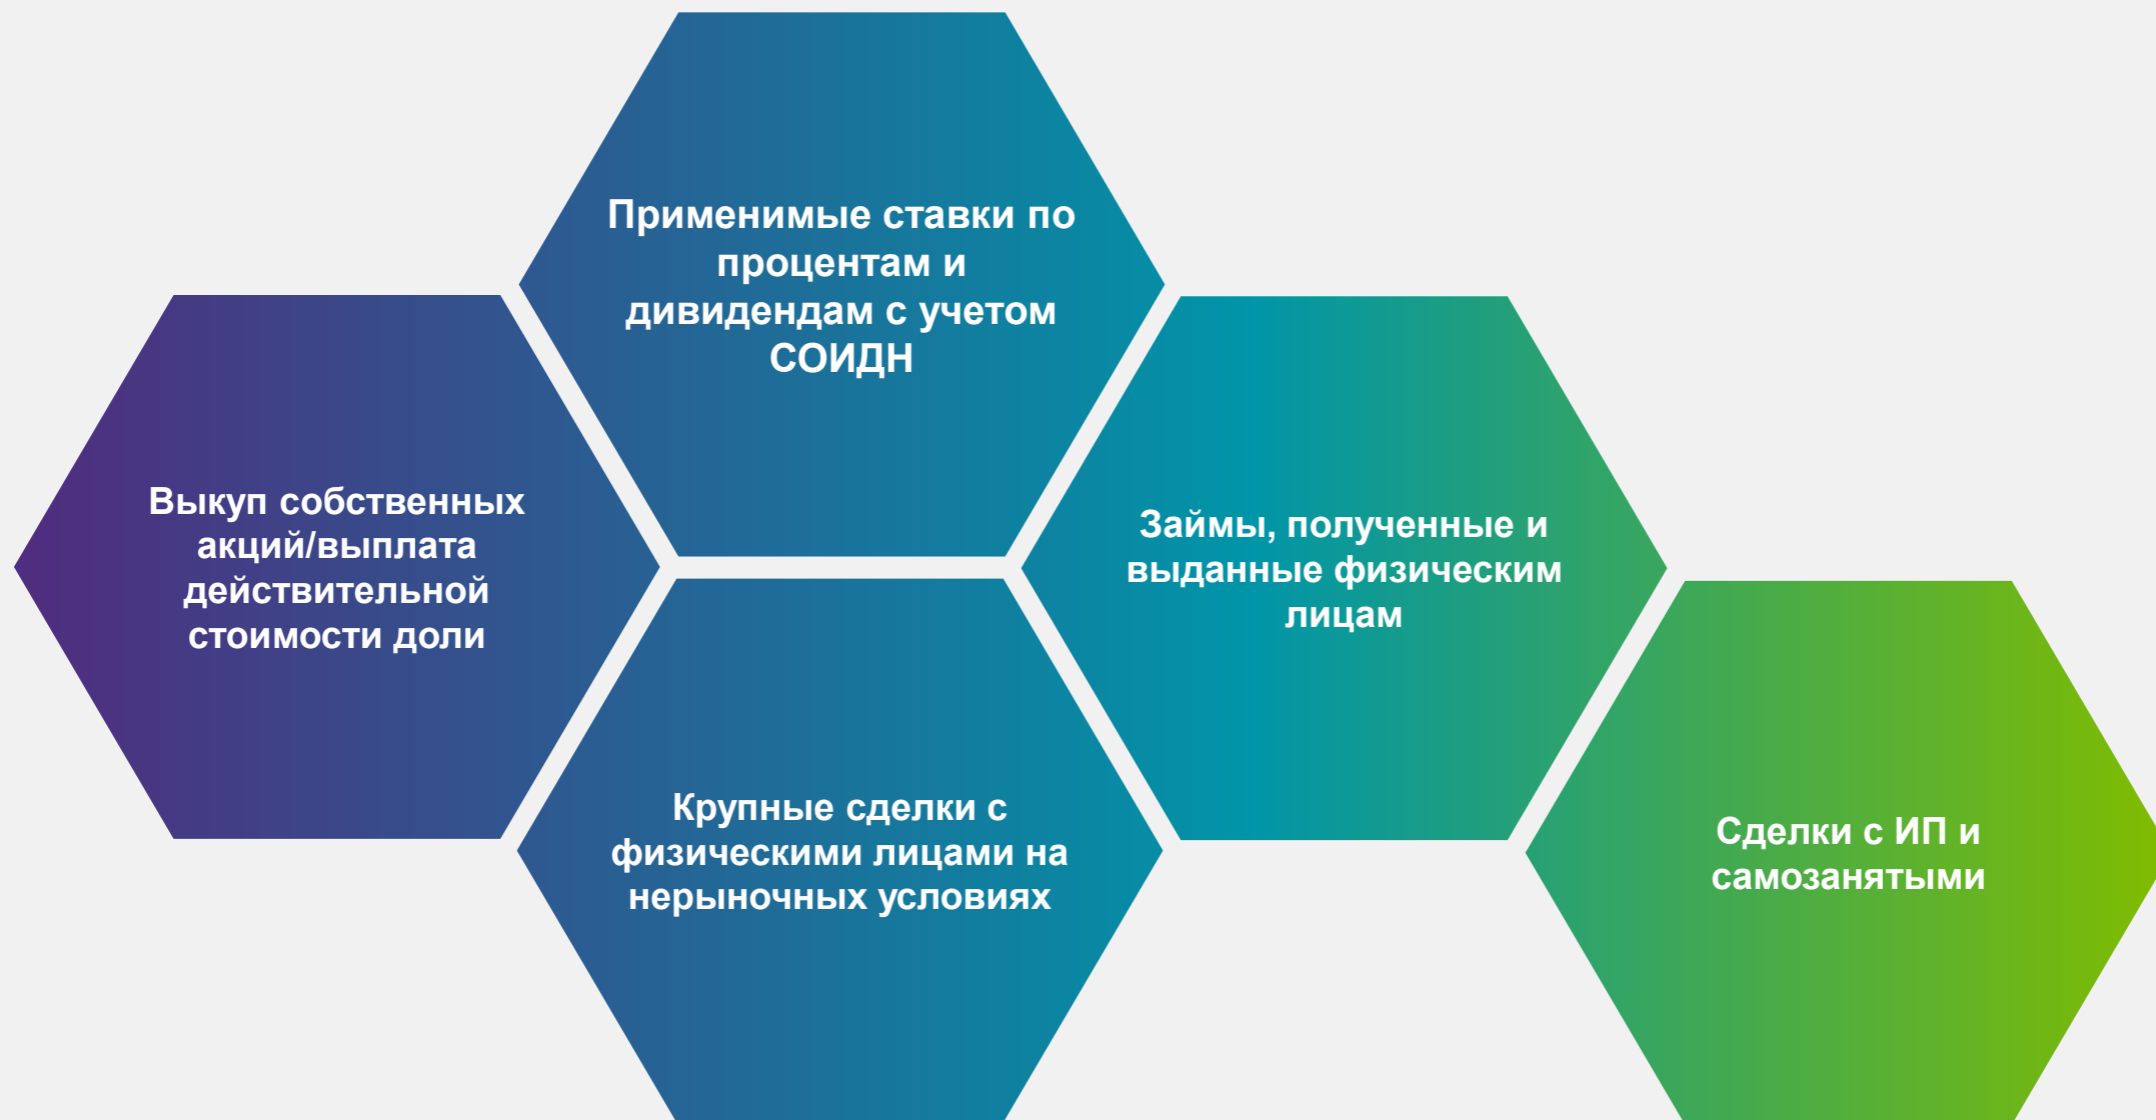 Применимые ставки по
процентам и
дивидендам с учетом
СОИДН
Выкуп собственных
акций/выплата
действительной
стоимости доли
Займы, полученные и
выданные физическим
лицам
Крупные сделки с
физическими лицами на
нерыночных условиях
Сделки с ИП и
самозанятыми